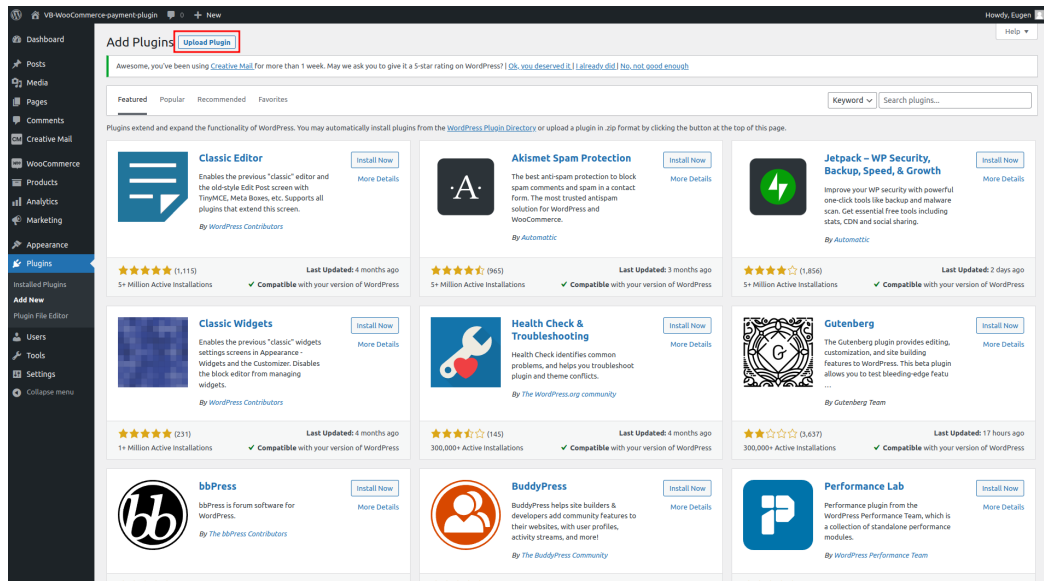 VB-WooCommerce-payment-plugin 0 + New Howdy, Eugen
Help ▼
Dashboard
Posts
Media
Pages
Comments
CM Creative Mail
WooCommerce
Products
Analytics
Marketing
Appearance
Plugins
Installed Plugins
Add New
Plugin File Editor
Users
Tools
Settings
Collapse menu
Add Plugins Upload Plugin
Awesome, you've been using Creative Mail for more than 1 week. May we ask you to give it a 5-star rating on WordPress? | Ok, you deserved it | I already did | No, not good enough
Featured Popular Recommended Favorites Keyword Search plugins...
Plugins extend and expand the functionality of WordPress. You may automatically install plugins from the WordPress Plugin Directory or upload a plugin in .zip format by clicking the button at the top of this page.
Classic Editor
Install Now
More Details
Enables the previous "classic" editor and
the old-style Edit Post screen with
TinyMCE, Meta Boxes, etc. Supports all
plugins that extend this screen.
By WordPress Contributors
(1,115) Last Updated: 4 months ago
5+ Million Active Installations ✓ Compatible with your version of WordPress
·A·
Akismet Spam Protection
Install Now
More Details
The best anti-spam protection to block
spam comments and spam in a contact
form. The most trusted antispam
solution for WordPress and
WooCommerce.
By Automattic
(965) Last Updated: 3 months ago
5+ Million Active Installations ✓ Compatible with your version of WordPress
Jetpack – WP Security,
Backup, Speed, & Growth
Install Now
More Details
Improve your WP security with powerful
one-click tools like backup and malware
scan. Get essential free tools including
stats, CDN and social sharing.
By Automattic
(1,856) Last Updated: 2 days ago
5+ Million Active Installations ✓ Compatible with your version of WordPress
Classic Widgets
Install Now
More Details
Enables the previous "classic" widgets
settings screens in Appearance -
Widgets and the Customizer. Disables
the block editor from managing
widgets.
By WordPress Contributors
(231) Last Updated: 4 months ago
1+ Million Active Installations ✓ Compatible with your version of WordPress
Health Check &
Troubleshooting
Install Now
More Details
Health Check identifies common
problems, and helps you troubleshoot
plugin and theme conflicts.
By The WordPress.org community
(145) Last Updated: 4 months ago
300,000+ Active Installations ✓ Compatible with your version of WordPress
G
Gutenberg
Install Now
More Details
The Gutenberg plugin provides editing,
customization, and site building
features to WordPress. This beta plugin
allows you to test bleeding-edge featu
…
By Gutenberg Team
(3,637) Last Updated: 17 hours ago
300,000+ Active Installations ✓ Compatible with your version of WordPress
bb
bbPress
Install Now
More Details
bbPress is forum software for
WordPress.
By The bbPress Contributors
BuddyPress
Install Now
More Details
BuddyPress helps site builders &
developers add community features to
their websites, with user profiles,
activity streams, and more!
By The BuddyPress Community
Performance Lab
Install Now
More Details
Performance plugin from the
WordPress Performance Team, which is
a collection of standalone performance
modules.
By WordPress Performance Team